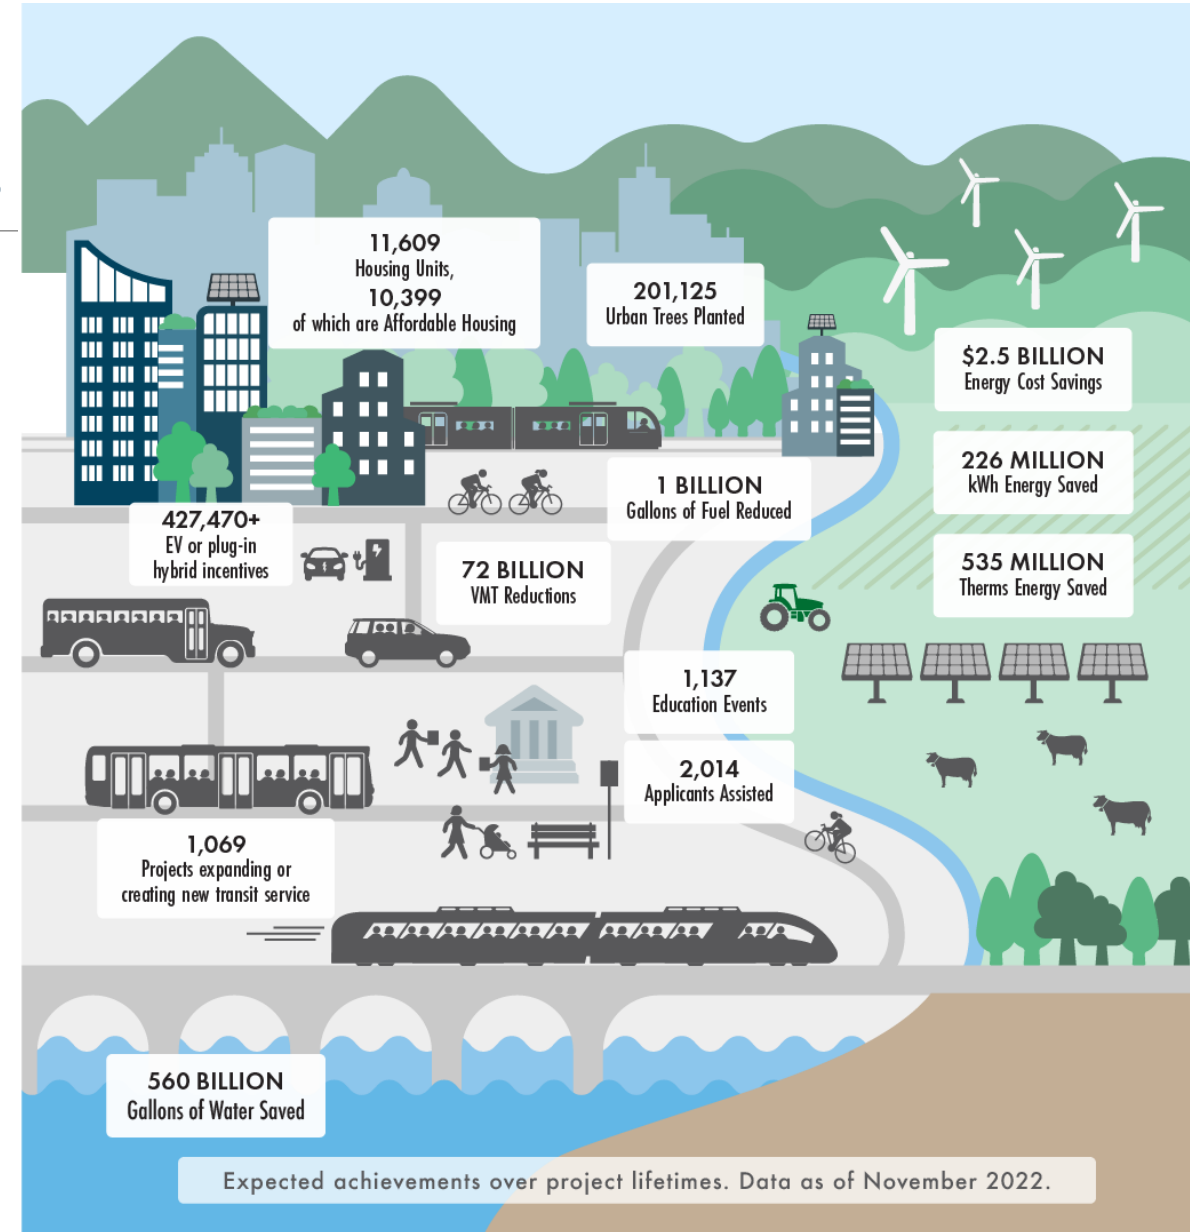 11,609
Housing Units,
10,399
of which are Affordable Housing
201,125
Urban Trees Planted
$2.5 BILLION
Energy Cost Savings
226 MILLION
kWh Energy Saved
1 BILLION
Gallons of Fuel Reduced
427,470+
EV or plug-in
hybrid incentives
72 BILLION
VMT Reductions
535 MILLION
Therms Energy Saved
1,137
Education Events
2,014
Applicants Assisted
1,069
Projects expanding or
creating new transit service
560 BILLION
Gallons of Water Saved
Expected achievements over project lifetimes. Data as of November 2022.